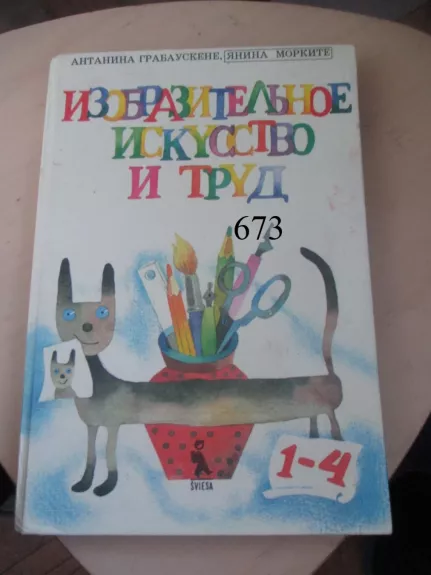 АНТАНИНА ГРАБАУСКЕНЕ, ЯНИНА МОРКИТЕ
ИЗОБРАЗИТЕЛЬНОЕ
ИСКУССТВО
И ТРУД
673
1-4
ŠVIESA